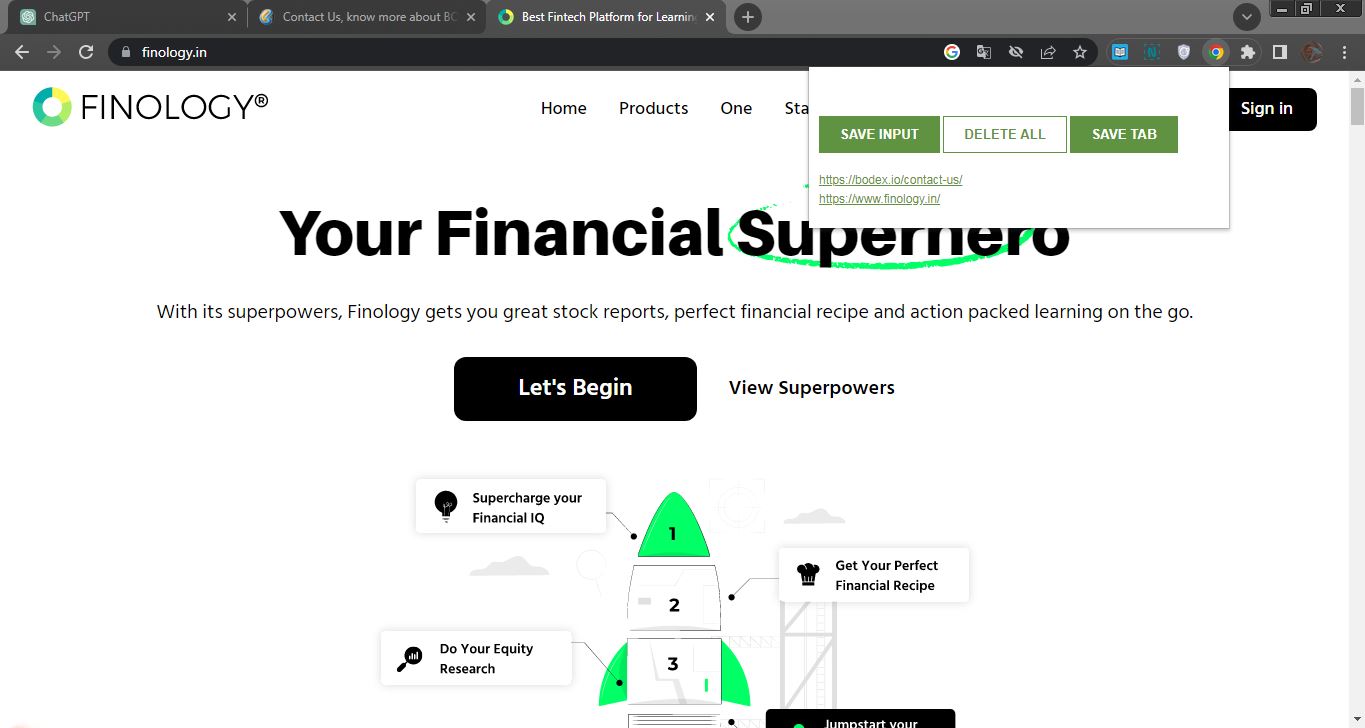 ChatGPT
Contact Us, know more about BO
Best Fintech Platform for Learning
finology.in
FINOLOGY®
Home
Products
One
Sta
Sign in
SAVE INPUT
DELETE ALL
SAVE TAB
https://bodex.io/contact-us/
https://www.finology.in/
Your Financial Superhero
With its superpowers, Finology gets you great stock reports, perfect financial recipe and action packed learning on the go.
Let's Begin
View Superpowers
Supercharge your
Financial IQ
1
Get Your Perfect
Financial Recipe
2
Do Your Equity
Research
3
Jumpstart your